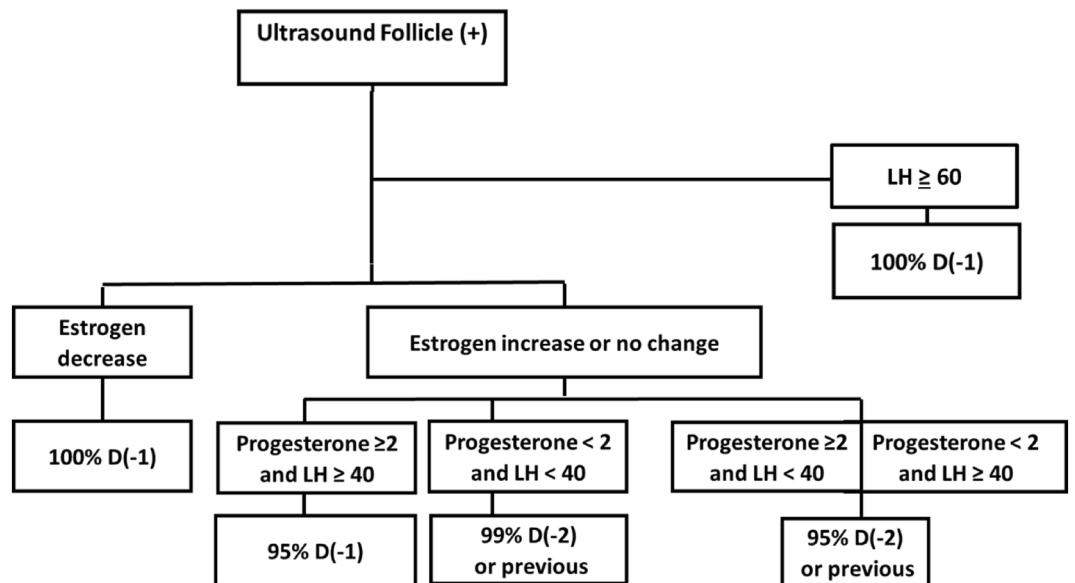 Ultrasound Follicle (+)
LH ≧ 60
100% D(-1)
Estrogen
decrease
Estrogen increase or no change
100% D(-1)
Progesterone ≥2
and LH ≥ 40
Progesterone < 2
and LH < 40
Progesterone ≥2
and LH < 40
Progesterone < 2
and LH ≥ 40
95% D(-1)
99% D(-2)
or previous
95% D(-2)
or previous